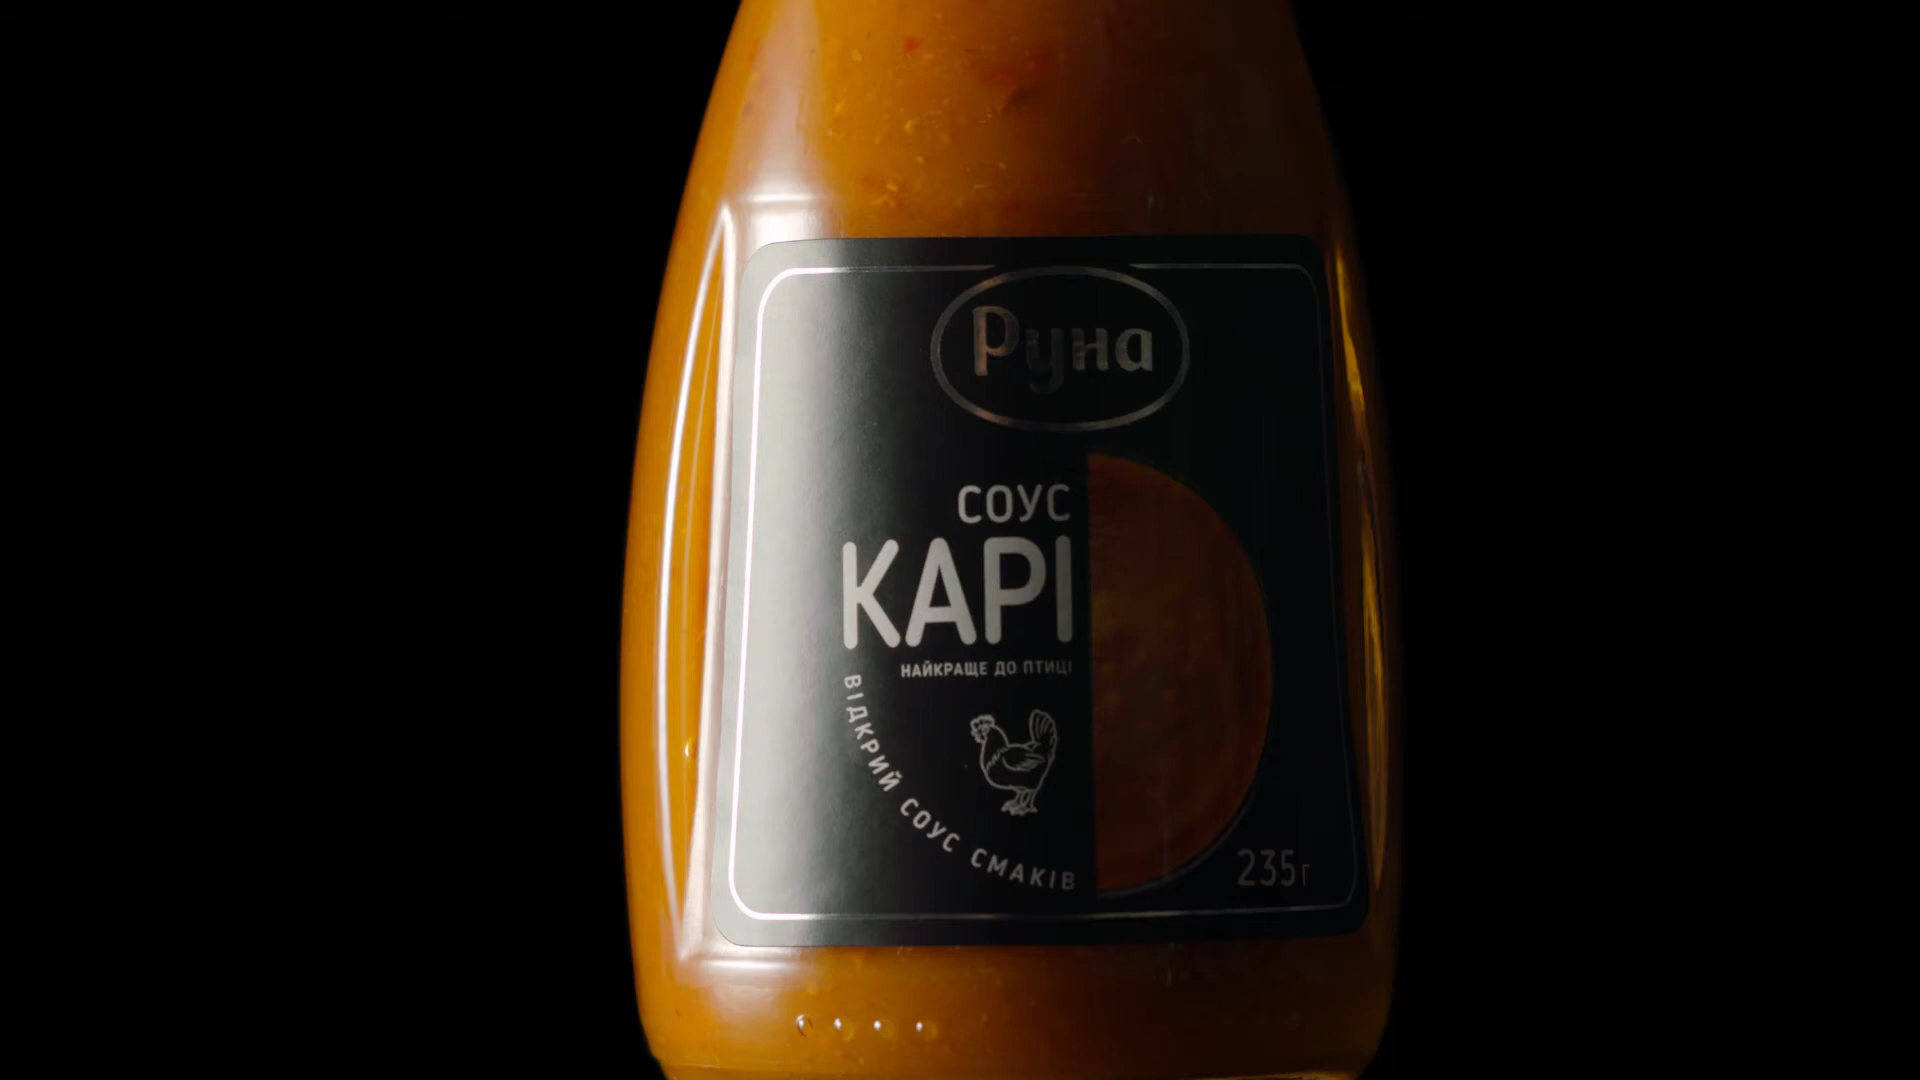 Руна
СОУС
КАРІ
НАЙКРАЩЕ ДО ПТИЦІ
ВІДКРИЙ СОУС СМАКІВ
235г